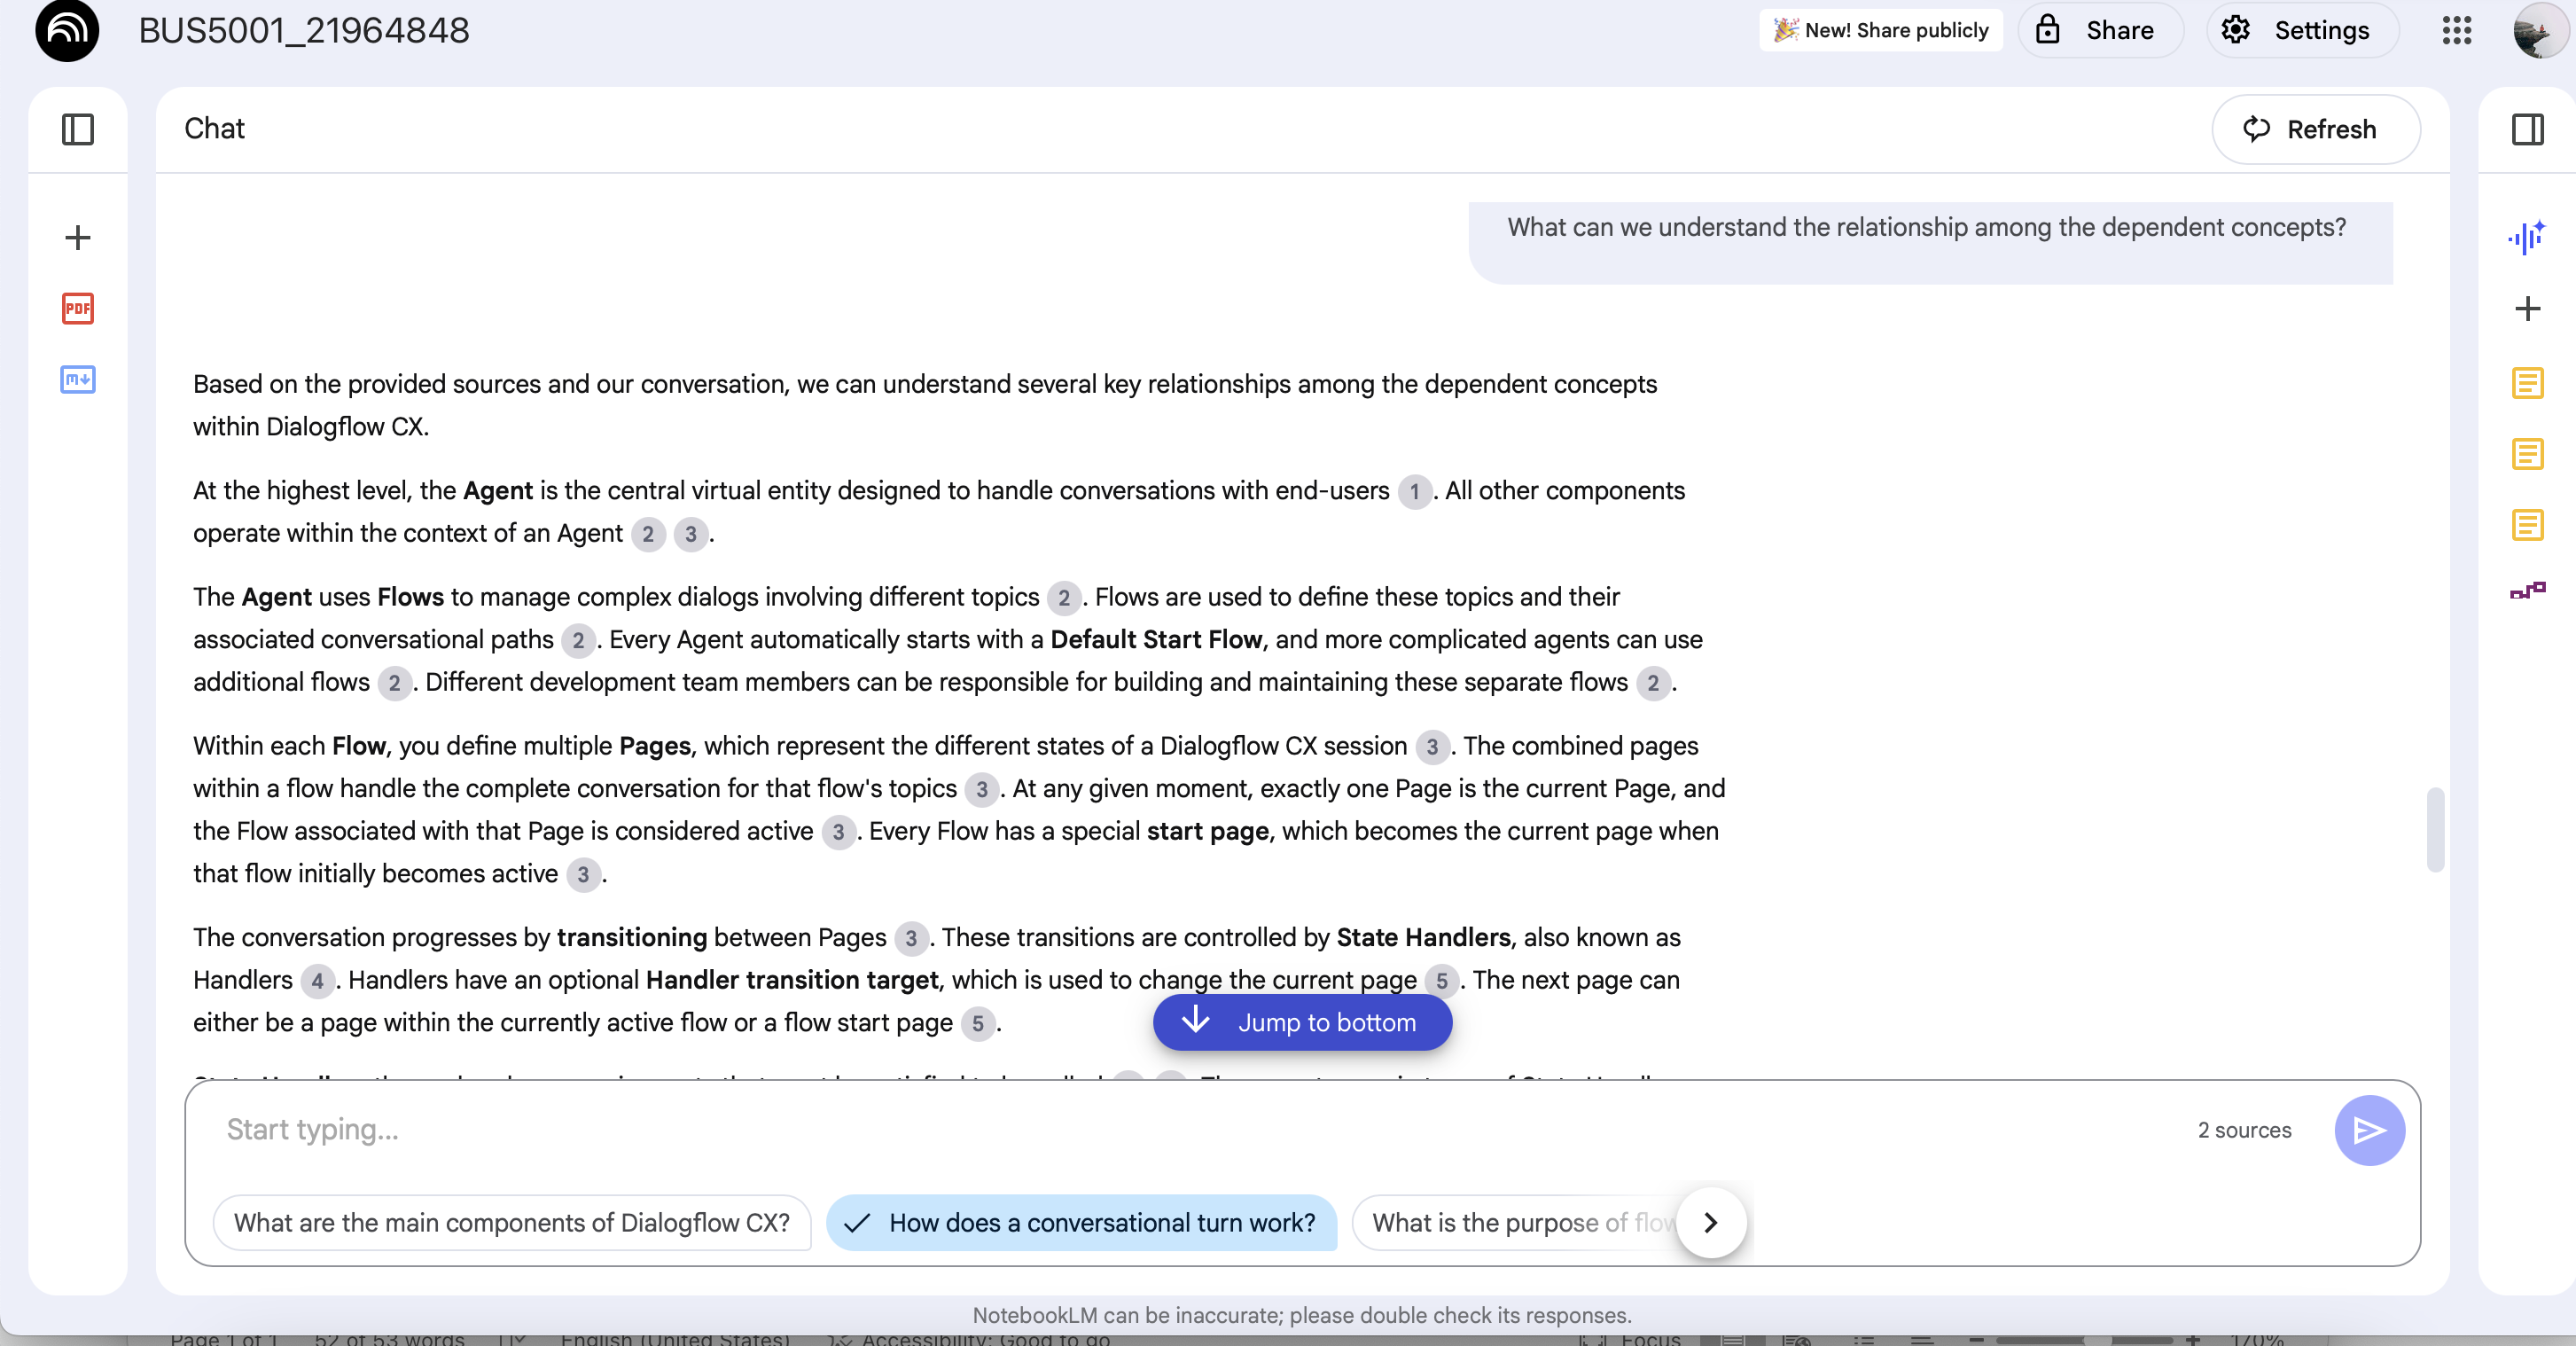 BUS5001_21964848
New! Share publicly
Share
Settings
Chat
Refresh
PDF
What can we understand the relationship among the dependent concepts?
Based on the provided sources and our conversation, we can understand several key relationships among the dependent concepts
within Dialogflow CX.
At the highest level, the Agent is the central virtual entity designed to handle conversations with end-users 1. All other components
operate within the context of an Agent 2 3.
The Agent uses Flows to manage complex dialogs involving different topics 2. Flows are used to define these topics and their
associated conversational paths 2. Every Agent automatically starts with a Default Start Flow, and more complicated agents can use
additional flows 2. Different development team members can be responsible for building and maintaining these separate flows 2.
Within each Flow, you define multiple Pages, which represent the different states of a Dialogflow CX session 3. The combined pages
within a flow handle the complete conversation for that flow's topics 3. At any given moment, exactly one Page is the current Page, and
the Flow associated with that Page is considered active 3. Every Flow has a special start page, which becomes the current page when
that flow initially becomes active 3.
The conversation progresses by transitioning between Pages 3. These transitions are controlled by State Handlers, also known as
Handlers 4. Handlers have an optional Handler transition target, which is used to change the current page 5. The next page can
either be a page within the currently active flow or a flow start page 5.
Jump to bottom
Start typing...
2 sources
What are the main components of Dialogflow CX?
How does a conversational turn work?
What is the purpose of flow
NotebookLM can be inaccurate; please double check its responses.
Page 1 of 1 52 of 53 words English (United States) Accessibility: Good to go Focus 170%